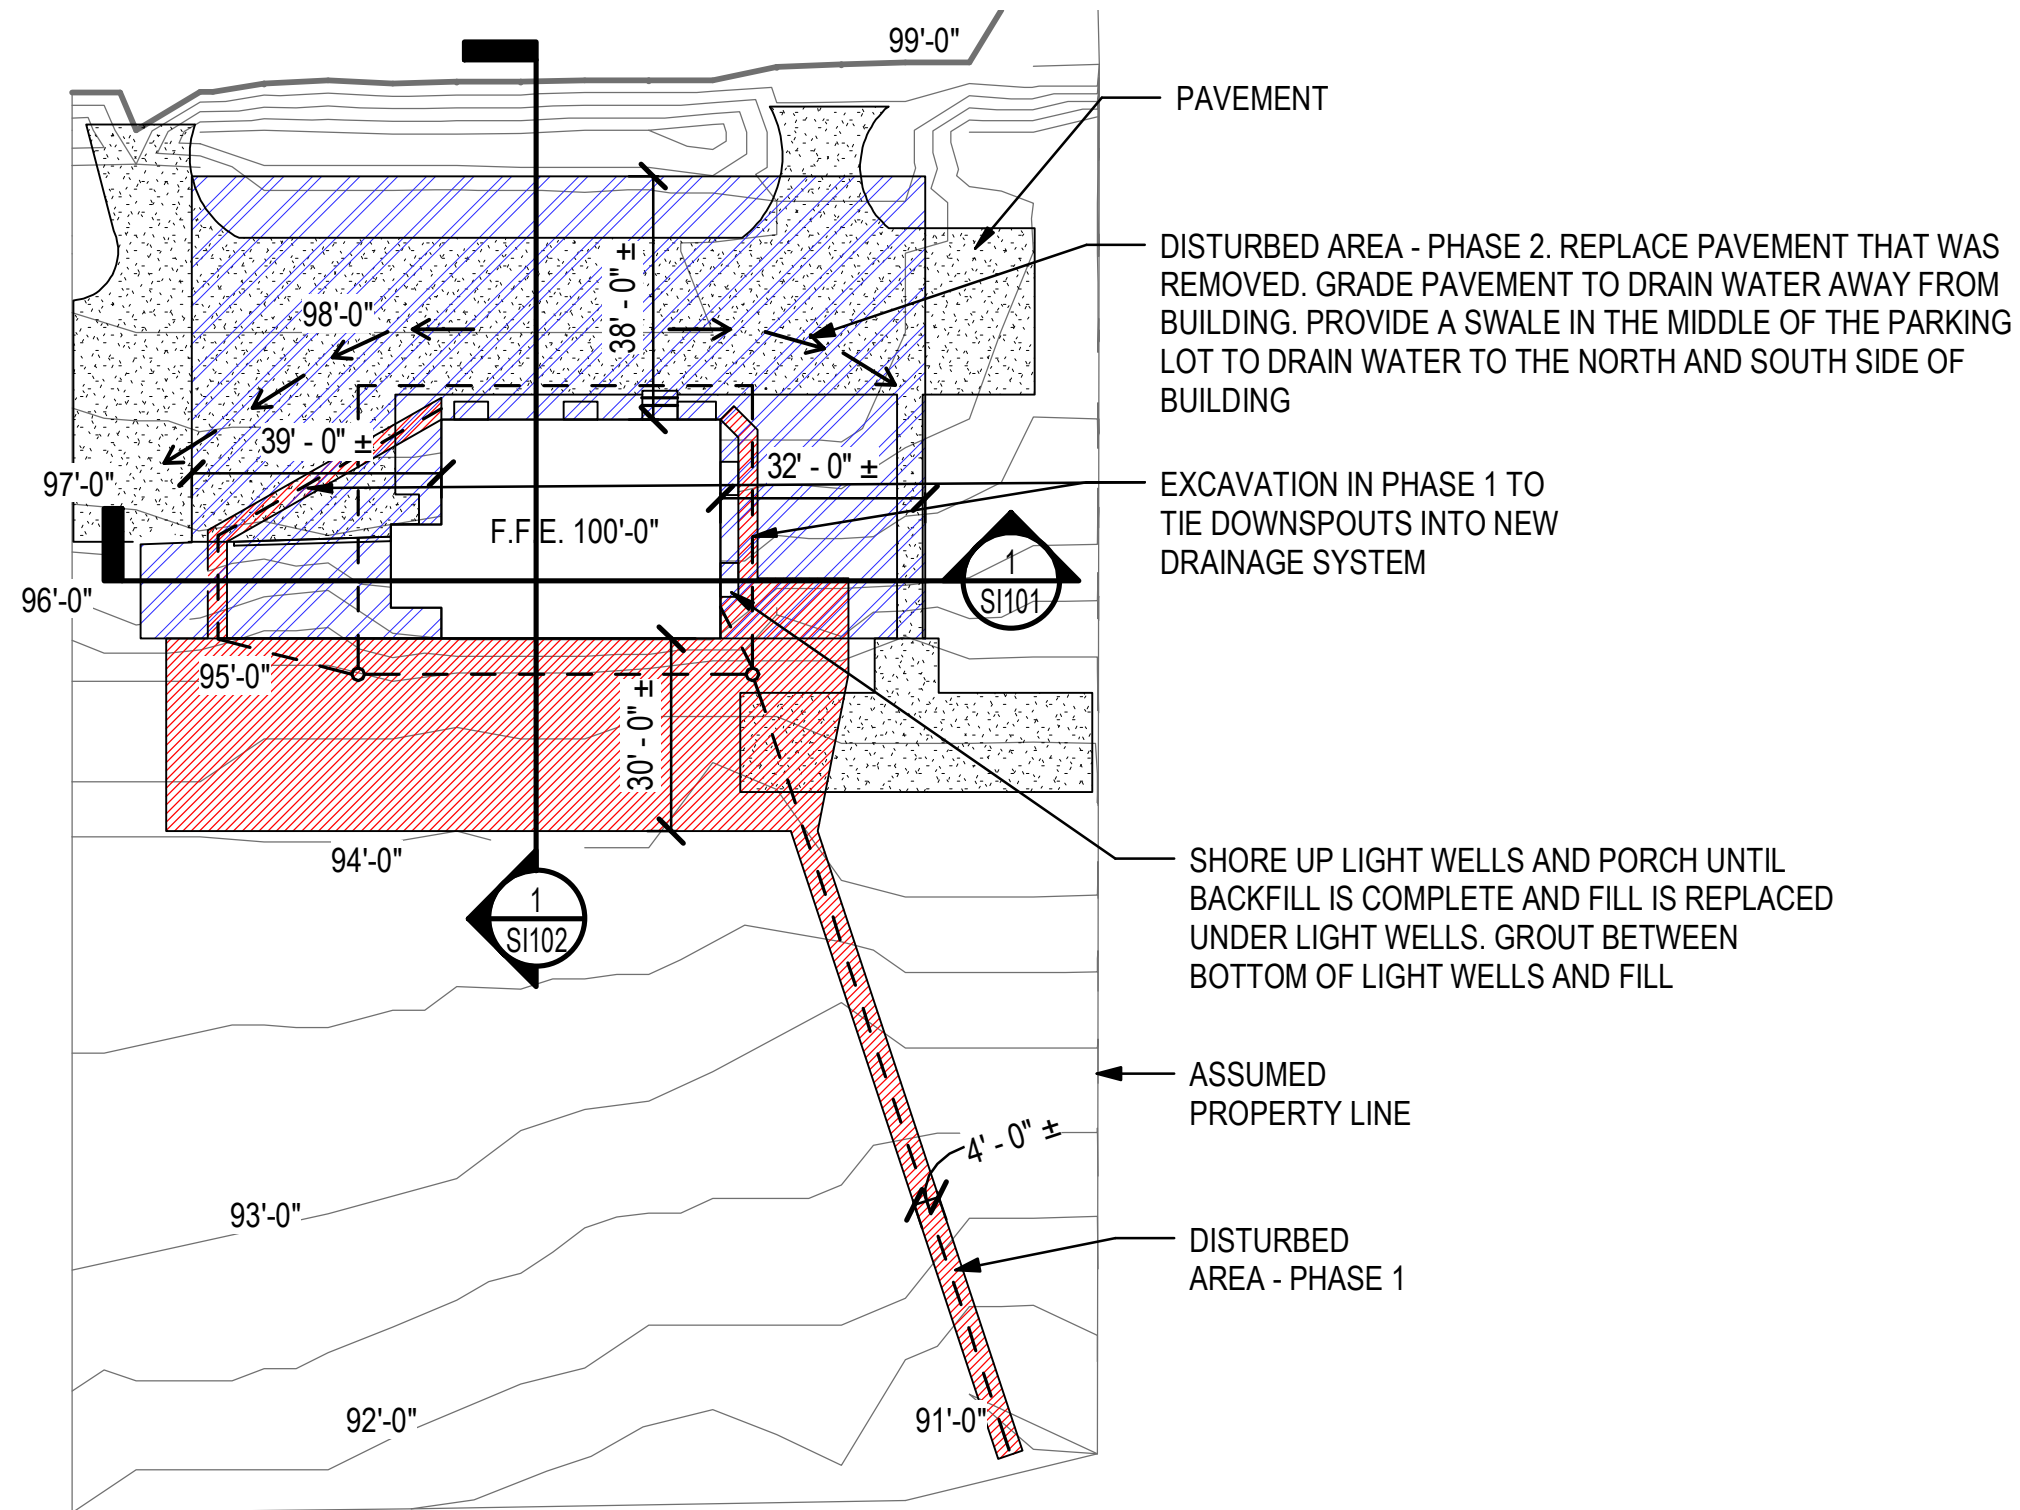 99'-0"
PAVEMENT
DISTURBED AREA - PHASE 2. REPLACE PAVEMENT THAT WAS
REMOVED. GRADE PAVEMENT TO DRAIN WATER AWAY FROM
BUILDING. PROVIDE A SWALE IN THE MIDDLE OF THE PARKING
LOT TO DRAIN WATER TO THE NORTH AND SOUTH SIDE OF
BUILDING
38' - 0" ±
98'-0"
39' - 0" ±
32' - 0" ±
97'-0"
EXCAVATION IN PHASE 1 TO
TIE DOWNSPOUTS INTO NEW
DRAINAGE SYSTEM
F.F.E. 100'-0"
1
SI101
96'-0"
95'-0"
30' - 0" ±
94'-0"
1
SI102
SHORE UP LIGHT WELLS AND PORCH UNTIL
BACKFILL IS COMPLETE AND FILL IS REPLACED
UNDER LIGHT WELLS. GROUT BETWEEN
BOTTOM OF LIGHT WELLS AND FILL
ASSUMED
PROPERTY LINE
4' - 0" ±
93'-0"
DISTURBED
AREA - PHASE 1
92'-0"
91'-0"